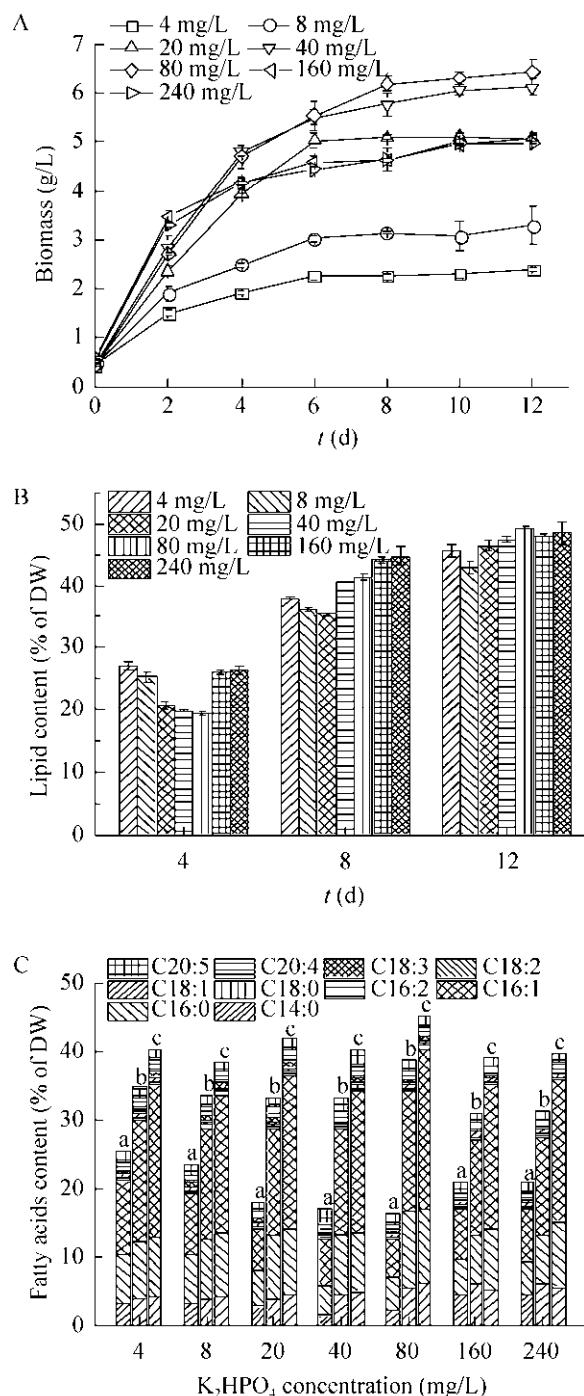 A
4 mg/L 8 mg/L
20 mg/L 40 mg/L
80 mg/L 160 mg/L
240 mg/L
7
6
5
4
3
2
1
0
Biomass (g/L)
0 2 4 6 8 10 12
t (d)
B
4 mg/L 8 mg/L
20 mg/L 40 mg/L
80 mg/L 160 mg/L
240 mg/L
50
40
30
20
10
0
Lipid content (% of DW)
4 8 12
t (d)
C
C20:5 C20:4 C18:3 C18:2
C18:1 C18:0 C16:2 C16:1
C16:0 C14:0
50
40
30
20
10
0
Fatty acids content (% of DW)
a b c a b c a b c a b c a b c a b c a b c
4 8 20 40 80 160 240
K₂HPO₄ concentration (mg/L)